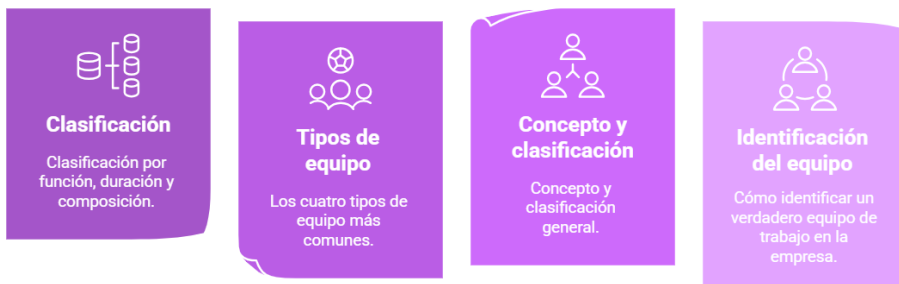 Clasificación
Clasificación por
función, duración y
composición.
Tipos de
equipo
Los cuatro tipos de
equipo más
comunes.
Concepto y
clasificación
Concepto y
clasificación
general.
Identificación
del equipo
Cómo identificar un
verdadero equipo de
trabajo en la
empresa.